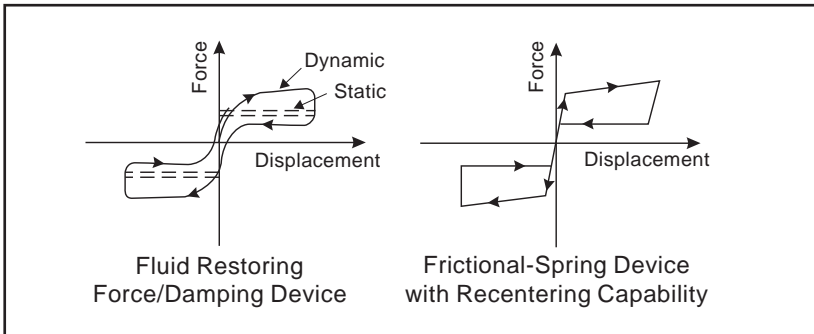 Force
Dynamic
Static
Displacement
Fluid Restoring
Force/Damping Device
Force
Displacement
Frictional-Spring Device
with Recentering Capability